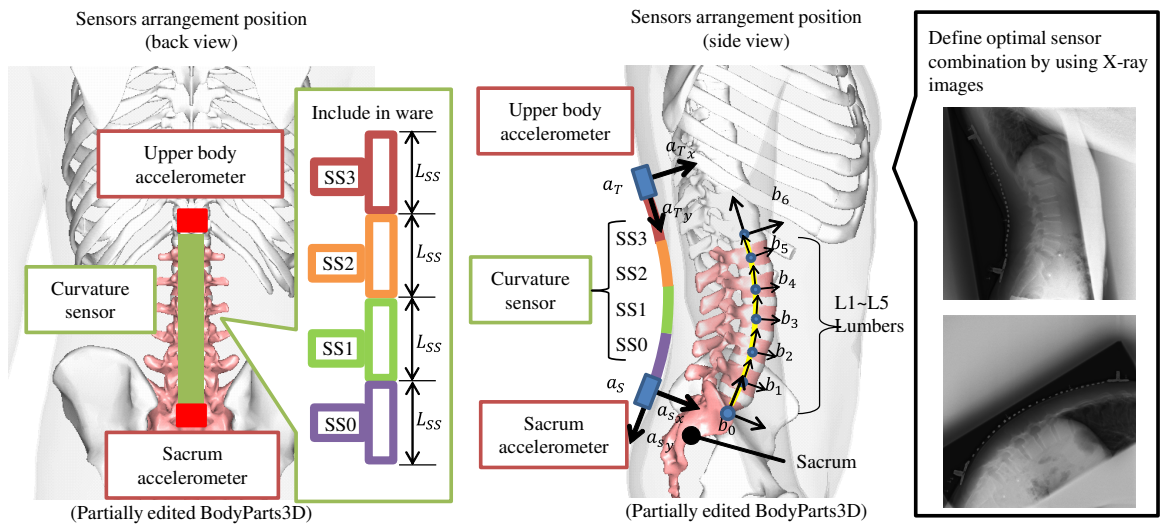 Sensors arrangement position
(back view)
Upper body
accelerometer
Curvature
sensor
Sacrum
accelerometer
(Partially edited BodyParts3D)
Include in ware
SS3
L_SS
SS2
L_SS
SS1
L_SS
SS0
L_SS
Sensors arrangement position
(side view)
Upper body
accelerometer
a_T
a_Tx
a_Ty
SS3
SS2
SS1
SS0
Curvature
sensor
a_S
a_sx
a_sy
Sacrum
accelerometer
b_6
b_5
b_4
b_3
b_2
b_1
b_0
L1~L5
Lumbers
Sacrum
(Partially edited BodyParts3D)
Define optimal sensor
combination by using X-ray
images